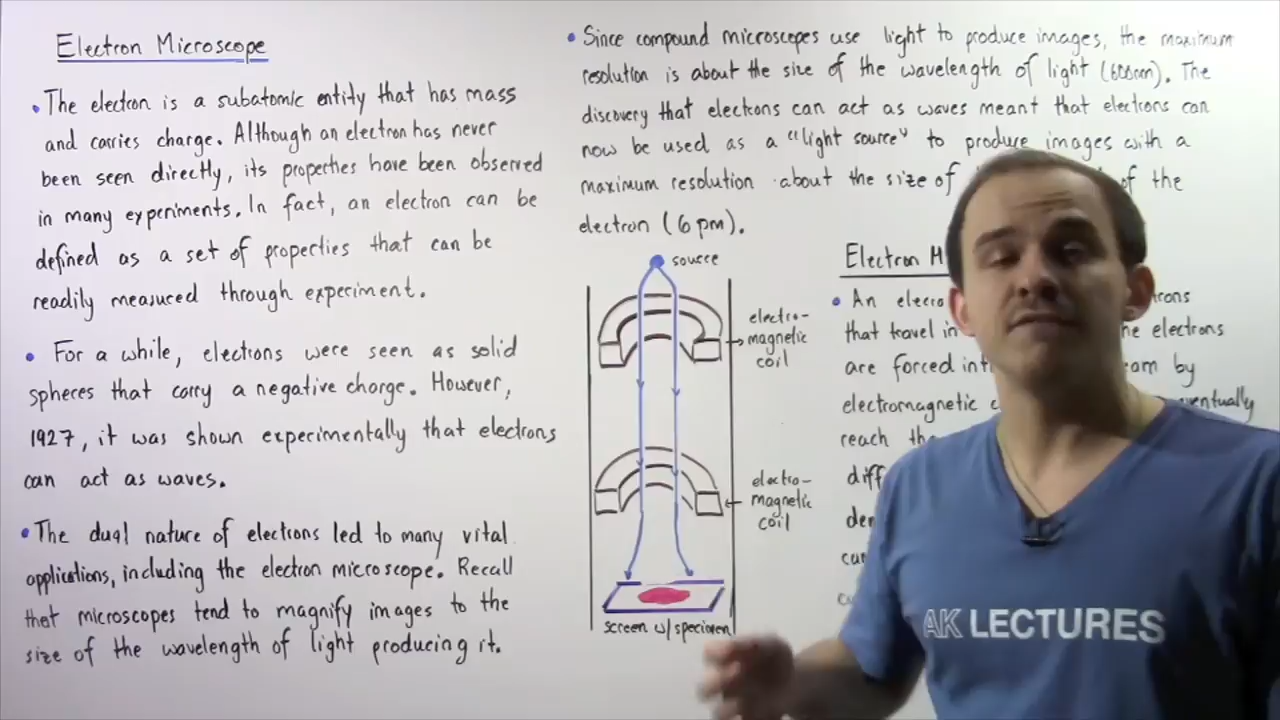 Electron Microscope
• The electron is a subatomic entity that has mass
and carries charge. Although an electron has never
been seen directly, its properties have been observed
in many experiments. In fact, an electron can be
defined as a set of properties that can be
readily measured through experiment.
• For a while, electrons were seen as solid
spheres that carry a negative charge. However,
1927, it was shown experimentally that electrons
can act as waves.
• The dual nature of electrons led to many vital
applications, including the electron microscope. Recall
that microscopes tend to magnify images to the
size of the wavelength of light producing it.
• Since compound microscopes use light to produce images, the maximum
resolution is about the size of the wavelength of light (600nm). The
discovery that electrons can act as waves meant that electrons can
now be used as a "light source" to produce images with a
maximum resolution about the size of of the
electron (6 pm).
source
electro-
magnetic
coil
electro-
magnetic
coil
screen w/specimen
Electron M
• An
that travel in the electrons
are forced by
electromagnetic eventually
reach
diff
den
AK LECTURES